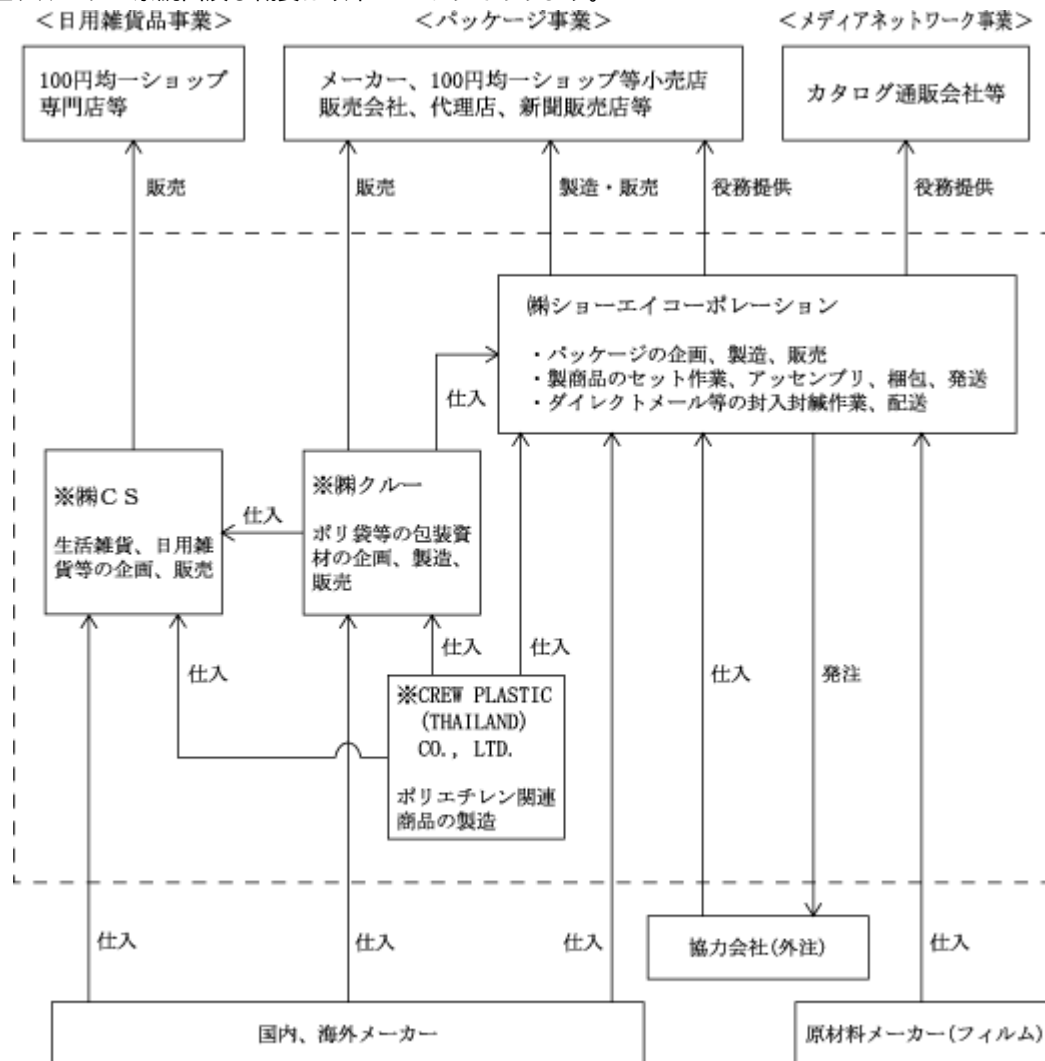 <日用雑貨品事業>
<パッケージ事業>
<メディアネットワーク事業>
100円均一ショップ
専門店等
メーカー、100円均一ショップ等小売店
販売会社、代理店、新聞販売店等
カタログ通販会社等
販売
販売
製造・販売
役務提供
役務提供
㈱ショーエイコーポレーション
・パッケージの企画、製造、販売
・製商品のセット作業、アッセンブリ、梱包、発送
・ダイレクトメール等の封入封緘作業、配送
仕入
※㈱ＣＳ
生活雑貨、日用雑
貨等の企画、販売
仕入
※㈱クルー
ポリ袋等の包装資
材の企画、製造、
販売
仕入
仕入
仕入
仕入
発注
※CREW PLASTIC
(THAILAND)
CO., LTD.
ポリエチレン関連
商品の製造
仕入
仕入
仕入
協力会社(外注)
仕入
国内、海外メーカー
原材料メーカー(フィルム)